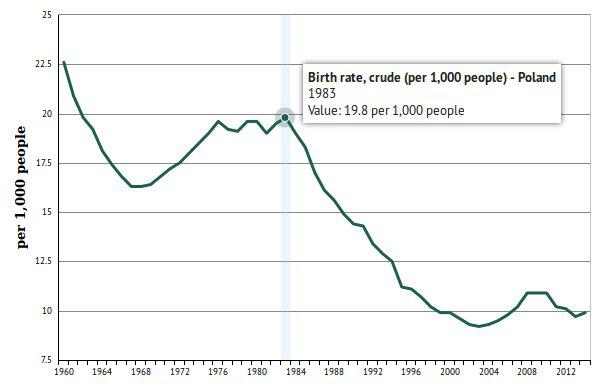 25
22.5
20
17.5
15
12.5
10
7.5
per 1,000 people
Birth rate, crude (per 1,000 people) - Poland
1983
Value: 19.8 per 1,000 people
1960 1964 1968 1972 1976 1980 1984 1988 1992 1996 2000 2004 2008 2012